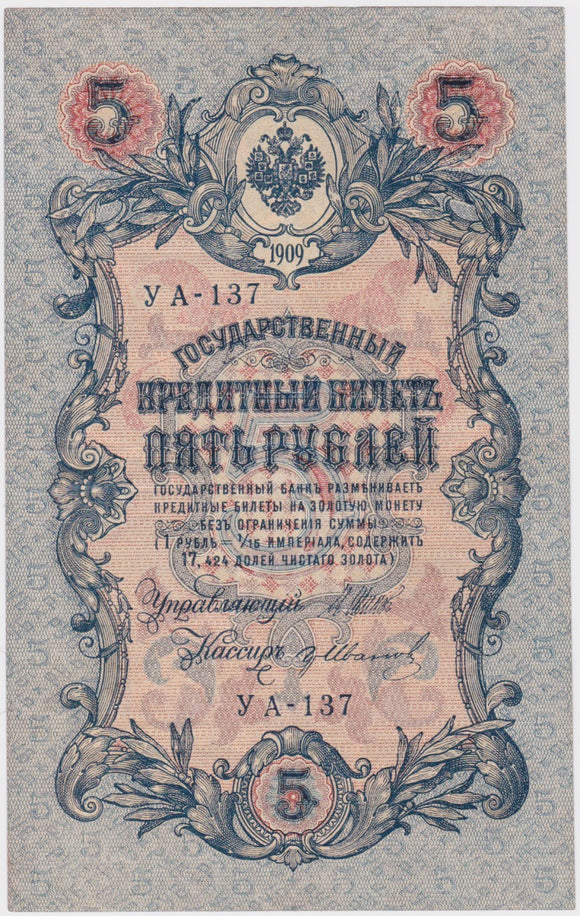 5 5
1909
УА-137
ГОСУДАРСТВЕННЫЙ
КРЕДИТНЫЙ БИЛЕТЪ
ПЯТЬ РУБЛЕЙ
ГОСУДАРСТВЕННЫЙ БАНКЪ РАЗМѢНИВАЕТЪ
КРЕДИТНЫЕ БИЛЕТЫ НА ЗОЛОТУЮ МОНЕТУ
БЕЗЪ ОГРАНИЧЕНІЯ СУММЫ
(1 РУБЛЬ = 1/15 ИМПЕРІАЛА, СОДЕРЖИТЪ
17,424 ДОЛЕЙ ЧИСТАГО ЗОЛОТА)
Управляющій
Кассиръ
УА-137
5